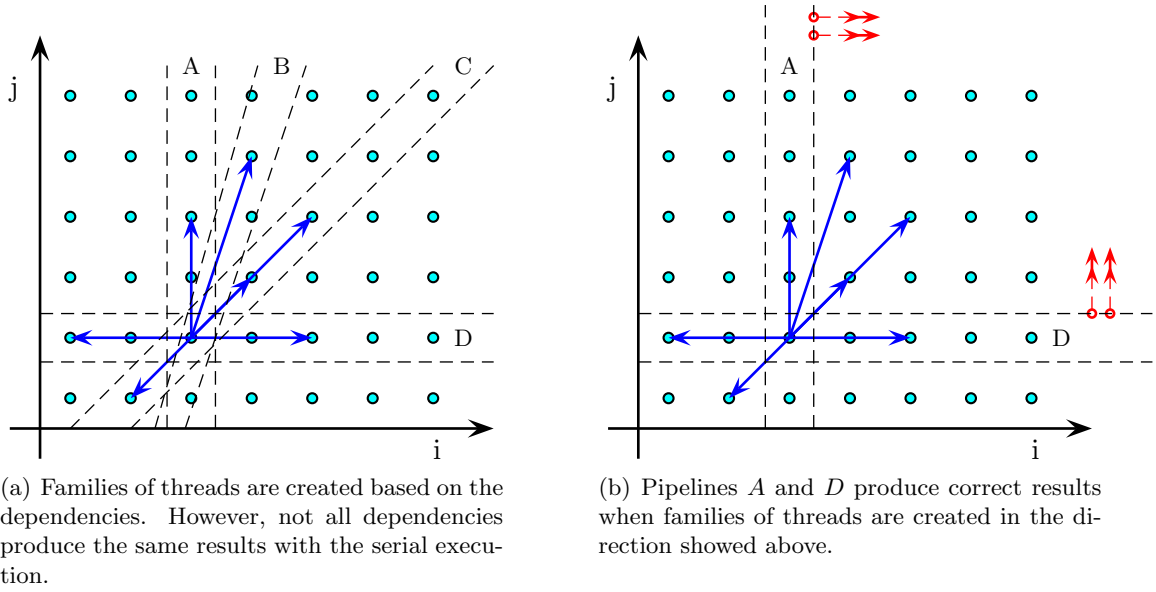 j
A
B
C
D
i
(a) Families of threads are created based on the
dependencies. However, not all dependencies
produce the same results with the serial execu-
tion.
j
A
D
i
(b) Pipelines A and D produce correct results
when families of threads are created in the di-
rection showed above.